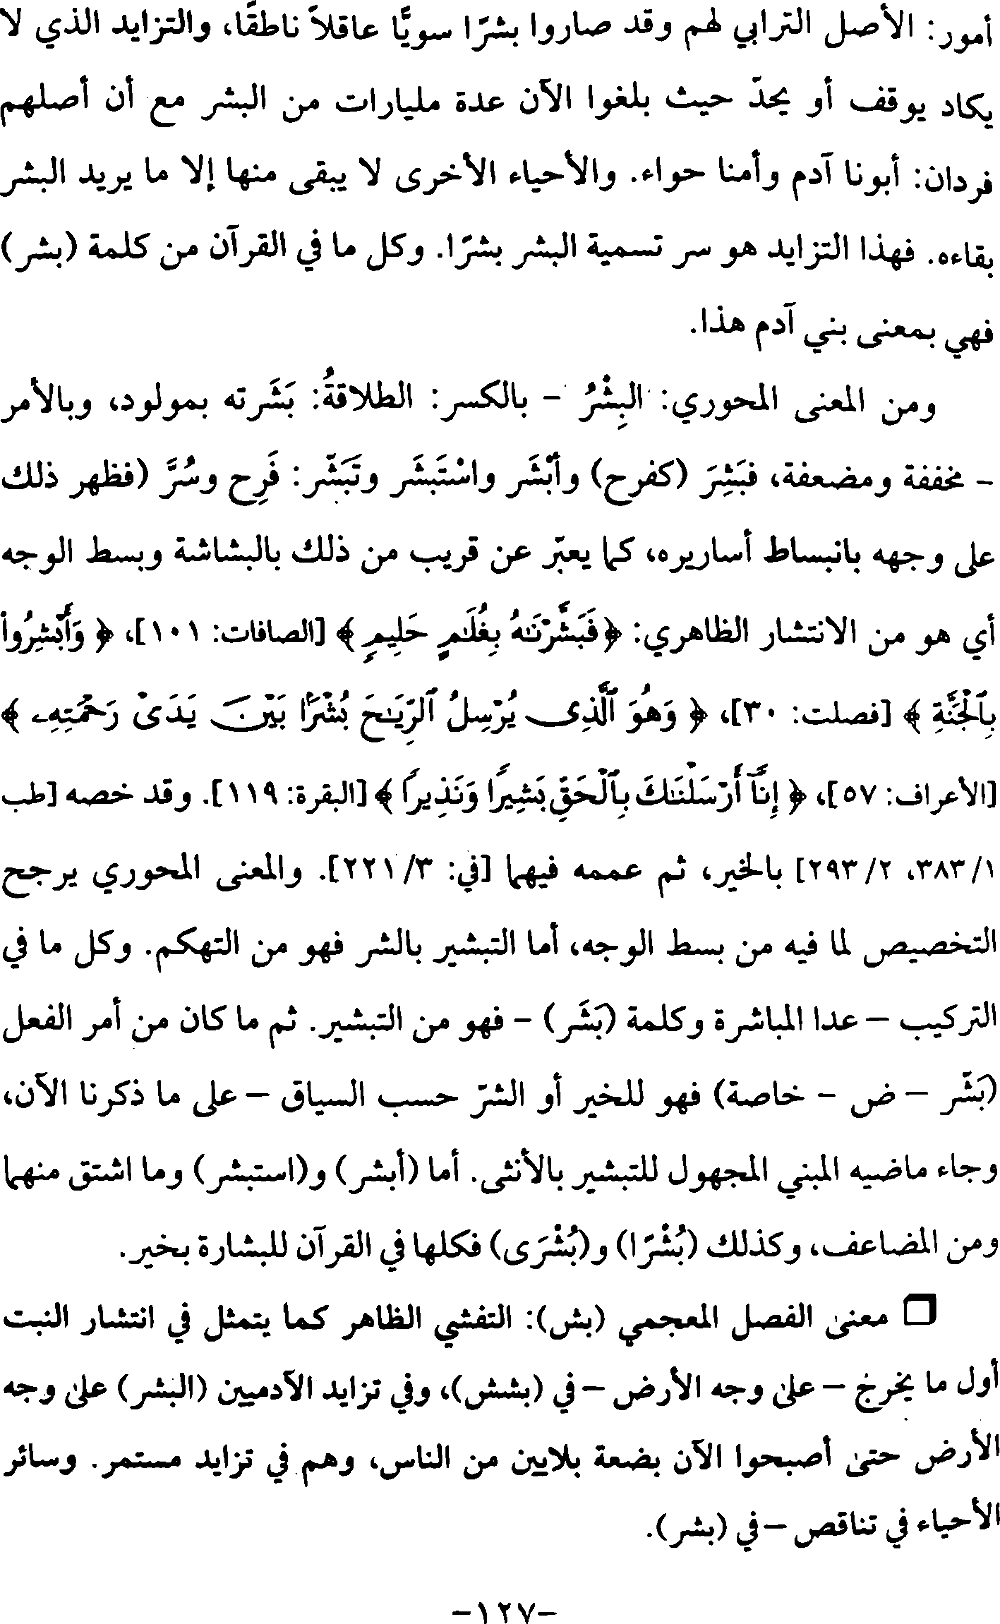 أمور: الأصل الترابي لهم وقد صاروا بشرًا سويًّا عاقلاً ناطقًا، والتزايد الذي لا
يكاد يوقف أو يحدّ حيث بلغوا الآن عدة مليارات من البشر مع أن أصلهم
فردان: أبونا آدم وأمنا حواء. والأحياء الأخرى لا يبقى منها إلا ما يريد البشر
بقاءه. فهذا التزايد هو سر تسمية البشر بشرًا. وكل ما في القرآن من كلمة (بشر)
فهي بمعنى بني آدم هذا.
ومن المعنى المحوري: البِشْرُ - بالكسر: الطلاقةُ: بَشَرته بمولود، وبالأمر
- مخففة ومضعفة، فبَشِرَ (كفرح) وأَبْشَر واسْتَبشَر وتَبَشّر: فَرِح وسُرَّ (فظهر ذلك
على وجهه بانبساط أساريره، كما يعبّر عن قريب من ذلك بالبشاشة وبسط الوجه
أي هو من الانتشار الظاهري: ﴿ فَبَشَّرْنَـٰهُ بِغُلَـٰمٍ حَلِيمٍ ﴾ [الصافات: ١٠١]، ﴿ وَأَبْشِرُوا۟
بِٱلْجَنَّةِ ﴾ [فصلت: ٣٠]، ﴿ وَهُوَ ٱلَّذِى يُرْسِلُ ٱلرِّيَـٰحَ بُشْرًۢا بَيْنَ يَدَىْ رَحْمَتِهِۦ ﴾
[الأعراف: ٥٧]، ﴿ إِنَّآ أَرْسَلْنَـٰكَ بِٱلْحَقِّ بَشِيرًا وَنَذِيرًا ﴾ [البقرة: ١١٩]. وقد خصه [طب
١/ ٣٨٣، ٢/ ٢٩٣] بالخير، ثم عممه فيهما [في: ٣/ ٢٢١]. والمعنى المحوري يرجح
التخصيص لما فيه من بسط الوجه، أما التبشير بالشر فهو من التهكم. وكل ما في
التركيب – عدا المباشرة وكلمة (بَشَر) - فهو من التبشير. ثم ما كان من أمر الفعل
(بَشّر – ض - خاصة) فهو للخير أو الشرّ حسب السياق – على ما ذكرنا الآن،
وجاء ماضيه المبني المجهول للتبشير بالأنثى. أما (أبشر) و(استبشر) وما اشتق منهما
ومن المضاعف، وكذلك (بُشْرًا) و(بُشْرَى) فكلها في القرآن للبشارة بخير.
❒ معنى الفصل المعجمي (بش): التفشي الظاهر كما يتمثل في انتشار النبت
أول ما يخرج – على وجه الأرض – في (بشش)، وفي تزايد الآدميين (البشر) على وجه
الأرض حتى أصبحوا الآن بضعة بلايين من الناس، وهم في تزايد مستمر. وسائر
الأحياء في تناقص – في (بشر).
-١٢٧-